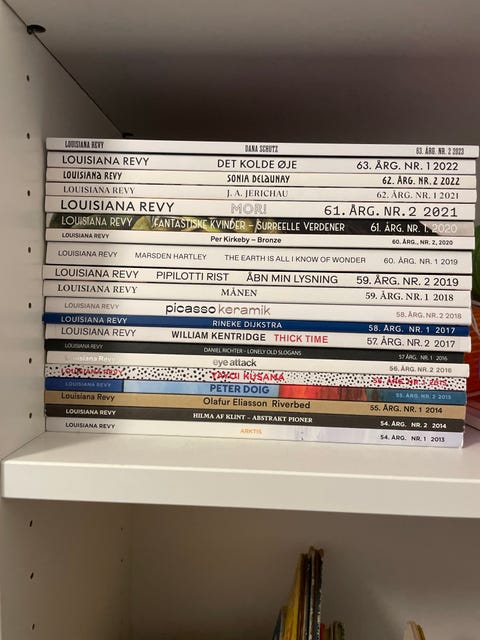 LOUISIANA REVY DANA SCHUTZ 63. ÅRG. NR. 2 2023
LOUISIANA REVY DET KOLDE ØJE 63. ÅRG. NR. 1 2022
LOUISIANA REVY SONIA DELAUNAY 62. ÅRG. NR. 2 2022
LOUISIANA REVY J. A. JERICHAU 62. ÅRG. NR. 1 2021
LOUISIANA REVY MOR! 61. ÅRG. NR. 2 2021
LOUISIANA REVY FANTASTISKE KVINDER – SURREELLE VERDENER 61. ÅRG. NR. 1. 2020
LOUISIANA REVY Per Kirkeby – Bronze 60. ÅRG., NR. 2, 2020
LOUISIANA REVY MARSDEN HARTLEY THE EARTH IS ALL I KNOW OF WONDER 60. ÅRG. NR. 1 2019
LOUISIANA REVY PIPILOTTI RIST ÅBN MIN LYSNING 59. ÅRG. NR. 2 2019
LOUISIANA REVY MÅNEN 59. ÅRG. NR. 1 2018
LOUISIANA REVY picasso keramik 58. ÅRG. NR. 2 2018
LOUISIANA REVY RINEKE DIJKSTRA 58. ÅRG. NR. 1 2017
LOUISIANA REVY WILLIAM KENTRIDGE THICK TIME 57. ÅRG. NR. 2 2017
LOUISIANA REVY DANIEL RICHTER – LONELY OLD SLOGANS 57. ÅRG. NR. 1 2016
LOUISIANA REVY eye attack 56. ÅRG. NR. 2 2016
LOUISIANA REVY YAYOI KUSAMA
LOUISIANA REVY PETER DOIG 55. ÅRG. NR. 2 2015
LOUISIANA REVY Olafur Eliasson Riverbed 55. ÅRG. NR. 1 2014
LOUISIANA REVY HILMA AF KLINT – ABSTRAKT PIONER 54. ÅRG. NR. 2 2014
LOUISIANA REVY ARKTIS 54. ÅRG. NR. 1 2013